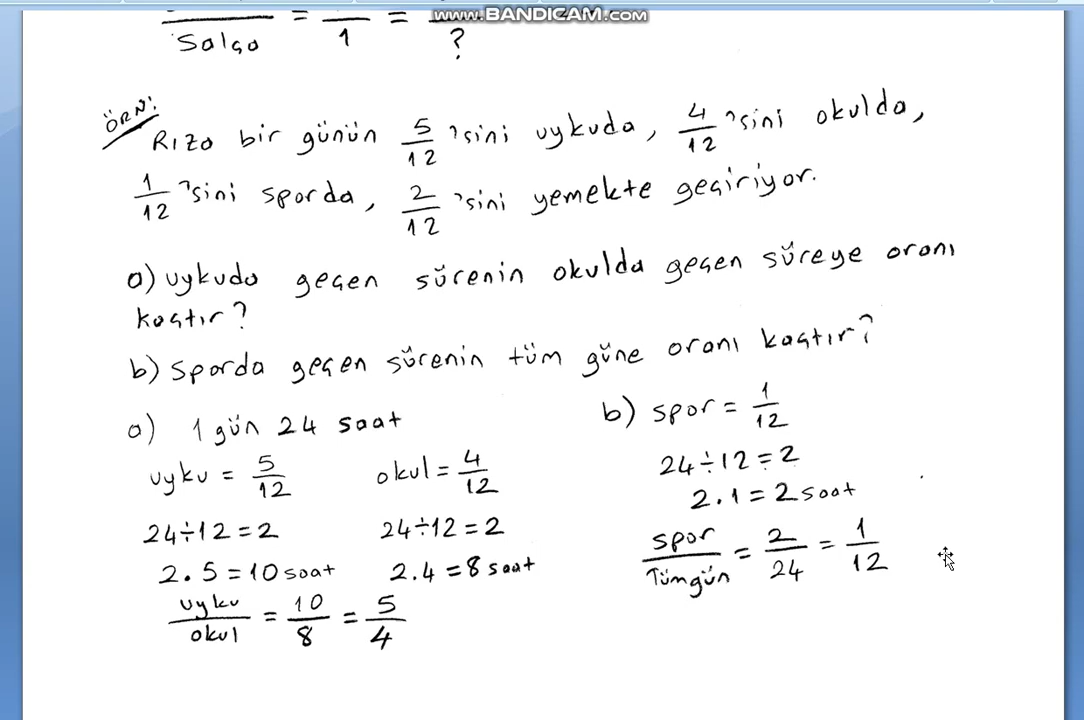 www.BANDICAM.com
Salça = 1 = ?
ÖRN:
Rıza bir günün 5/12 'sini uykuda, 4/12 'sini okulda,
1/12 'sini sporda, 2/12 'sini yemekte geçiriyor.
a) uykuda geçen sürenin okulda geçen süreye oranı
kaçtır?
b) sporda geçen sürenin tüm güne oranı kaçtır?
a) 1 gün 24 saat
uyku = 5/12 okul = 4/12
24÷12=2 24÷12=2
2.5=10 saat 2.4=8 saat
uyku/okul = 10/8 = 5/4
b) spor = 1/12
24÷12=2
2.1=2 saat
spor/Tüm gün = 2/24 = 1/12